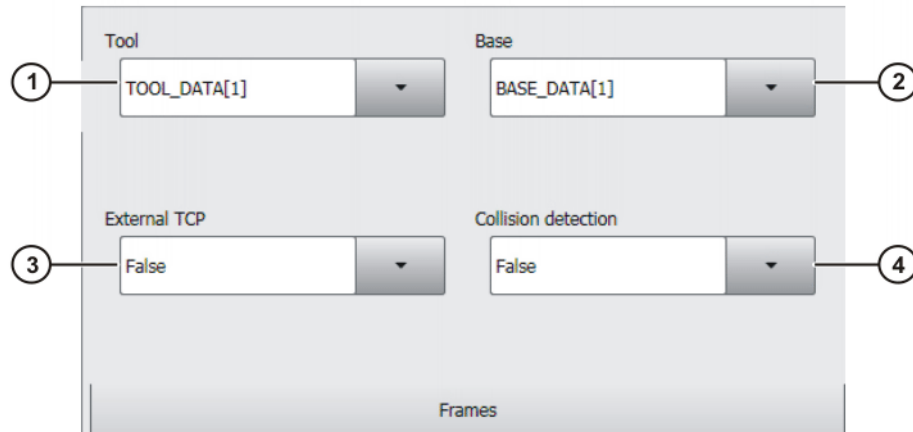 Tool
Base
1
TOOL_DATA[1]
BASE_DATA[1]
2
External TCP
Collision detection
3
False
False
4
Frames